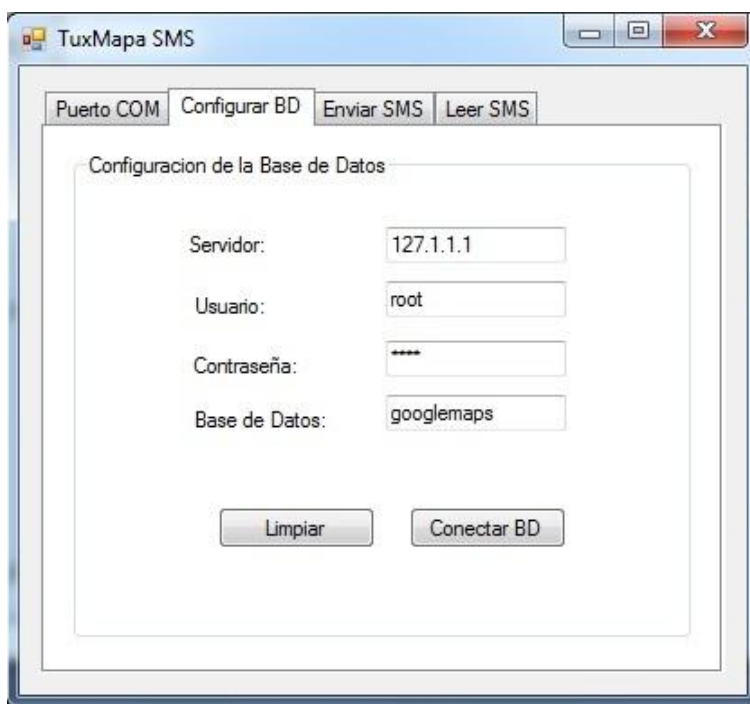 TuxMapa SMS
Puerto COM Configurar BD Enviar SMS Leer SMS
Configuracion de la Base de Datos
Servidor: 127.1.1.1
Usuario: root
Contraseña: ****
Base de Datos: googlemaps
Limpiar Conectar BD